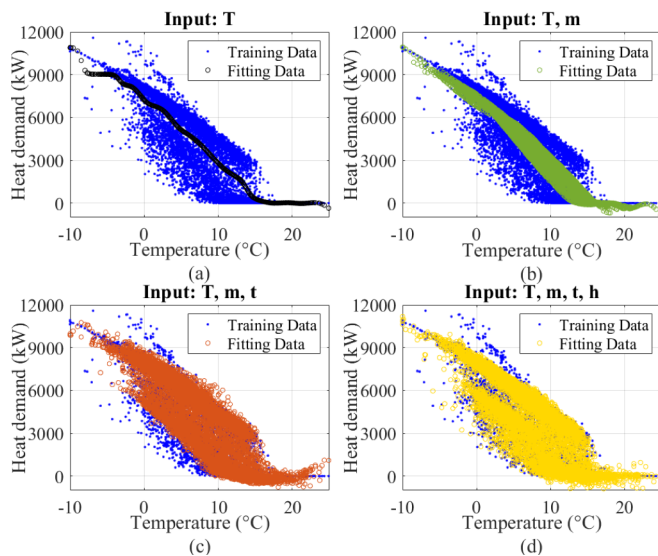 Input: T
12000
9000
6000
3000
0
Heat demand (kW)
Training Data
Fitting Data
-10 0 10 20
Temperature (°C)
(a)
Input: T, m
12000
9000
6000
3000
0
Heat demand (kW)
Training Data
Fitting Data
-10 0 10 20
Temperature (°C)
(b)
Input: T, m, t
12000
9000
6000
3000
0
Heat demand (kW)
Training Data
Fitting Data
-10 0 10 20
Temperature (°C)
(c)
Input: T, m, t, h
12000
9000
6000
3000
0
Heat demand (kW)
Training Data
Fitting Data
-10 0 10 20
Temperature (°C)
(d)